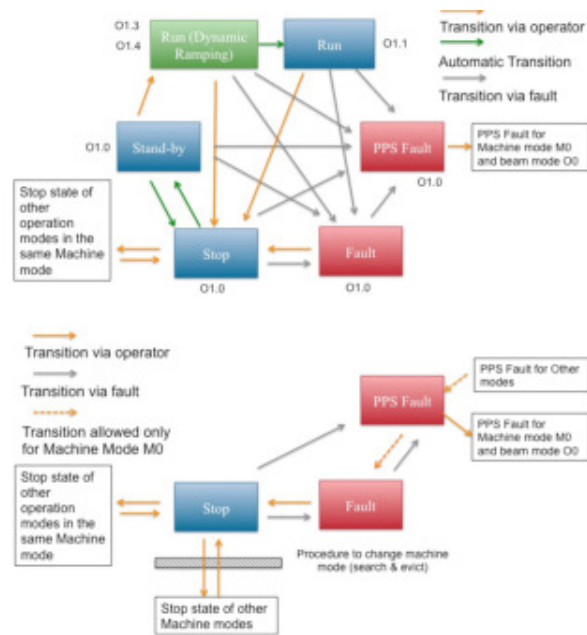 O1.3
O1.4
Run (Dynamic
Ramping)
Run
O1.1
Transition via operator
Automatic Transition
Transition via fault
O1.0
Stand-by
PPS Fault
O1.0
PPS Fault for
Machine mode M0
and beam mode O0
Stop state of
other
operation
modes in the
same Machine
mode
Stop
O1.0
Fault
O1.0
Transition via operator
Transition via fault
Transition allowed only
for Machine Mode M0
PPS Fault
PPS Fault for Other
modes
PPS Fault for
Machine mode M0
and beam mode O0
Stop state of
other
operation
modes in the
same Machine
mode
Stop
Fault
Procedure to change machine
mode (search & evict)
Stop state of other
Machine modes